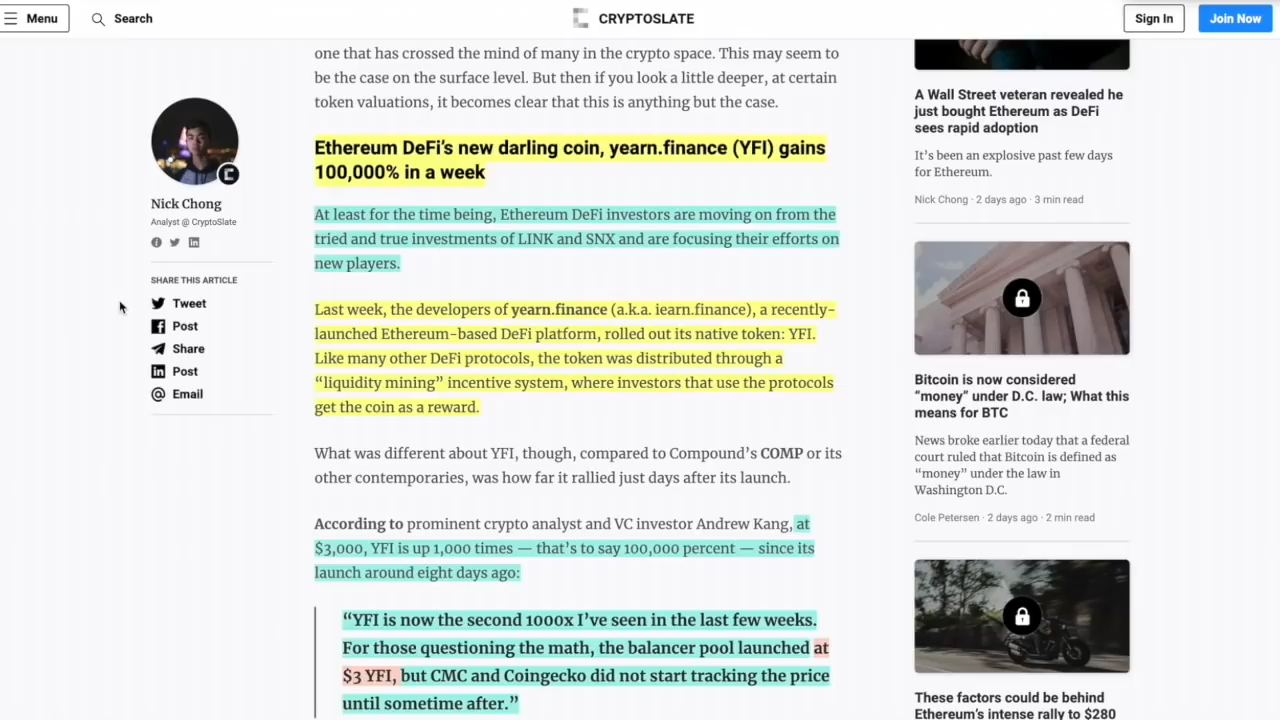 Menu
Search
CRYPTOSLATE
Sign In
Join Now
one that has crossed the mind of many in the crypto space. This may seem to
be the case on the surface level. But then if you look a little deeper, at certain
token valuations, it becomes clear that this is anything but the case.
Ethereum DeFi’s new darling coin, yearn.finance (YFI) gains
100,000% in a week
At least for the time being, Ethereum DeFi investors are moving on from the
tried and true investments of LINK and SNX and are focusing their efforts on
new players.
Last week, the developers of yearn.finance (a.k.a. iearn.finance), a recently-
launched Ethereum-based DeFi platform, rolled out its native token: YFI.
Like many other DeFi protocols, the token was distributed through a
“liquidity mining” incentive system, where investors that use the protocols
get the coin as a reward.
What was different about YFI, though, compared to Compound’s COMP or its
other contemporaries, was how far it rallied just days after its launch.
According to prominent crypto analyst and VC investor Andrew Kang, at
$3,000, YFI is up 1,000 times — that’s to say 100,000 percent — since its
launch around eight days ago:
“YFI is now the second 1000x I’ve seen in the last few weeks.
For those questioning the math, the balancer pool launched at
$3 YFI, but CMC and Coingecko did not start tracking the price
until sometime after.”
Nick Chong
Analyst @ CryptoSlate
SHARE THIS ARTICLE
Tweet
Post
Share
Post
Email
A Wall Street veteran revealed he
just bought Ethereum as DeFi
sees rapid adoption
It’s been an explosive past few days
for Ethereum.
Nick Chong · 2 days ago · 3 min read
Bitcoin is now considered
“money” under D.C. law; What this
means for BTC
News broke earlier today that a federal
court ruled that Bitcoin is defined as
“money” under the law in
Washington D.C.
Cole Petersen · 2 days ago · 2 min read
These factors could be behind
Ethereum’s intense rally to $280